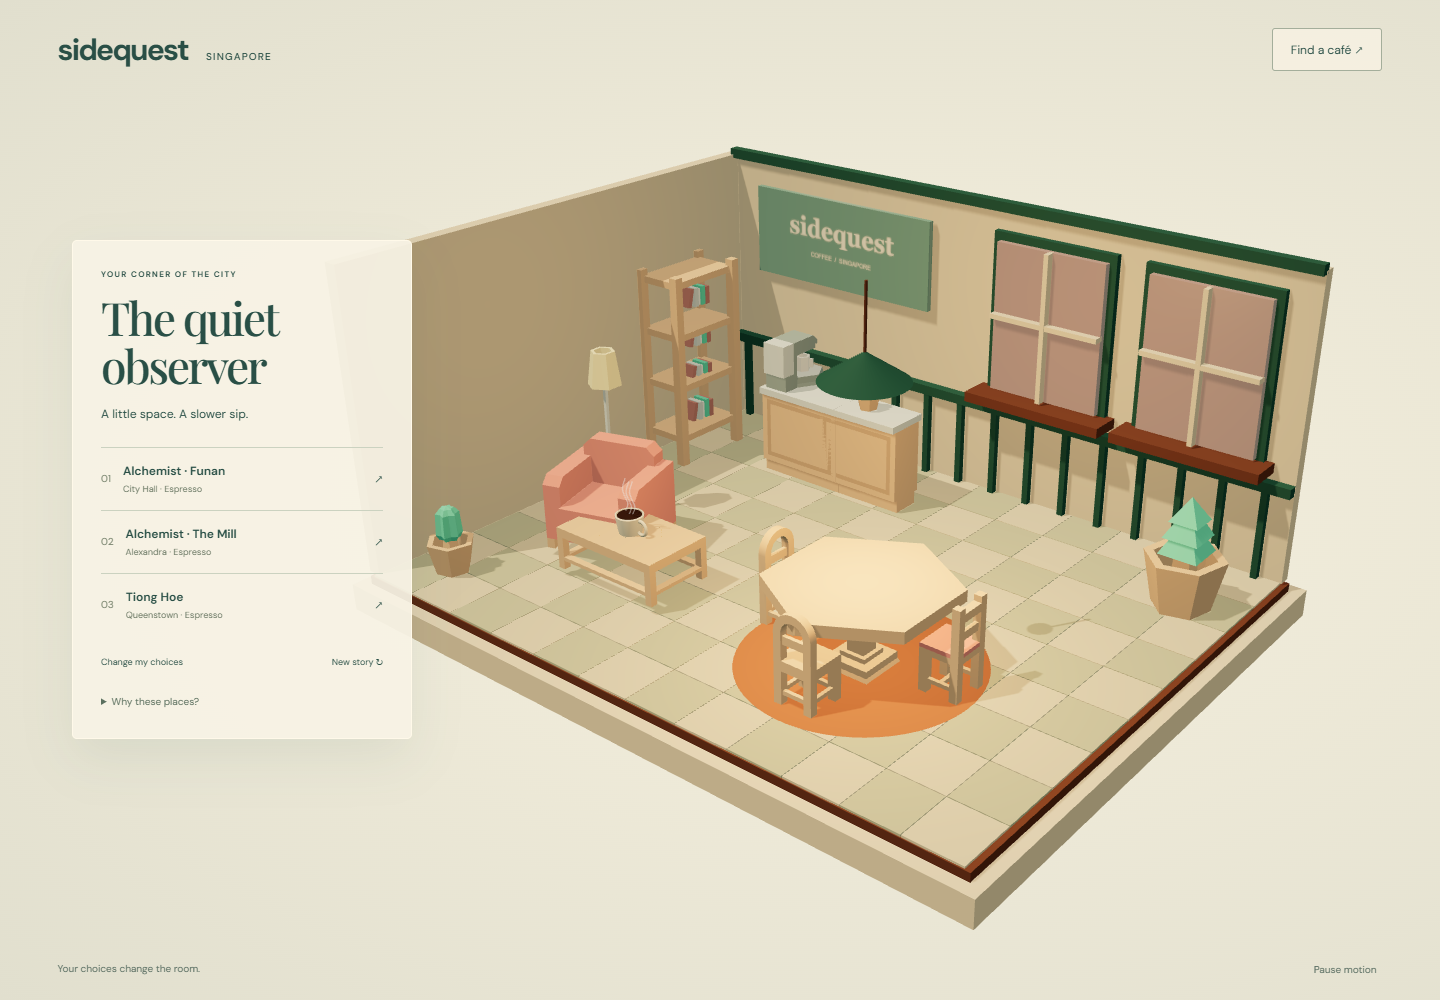 sidequest SINGAPORE
Find a café ↗
sidequest
COFFEE | SINGAPORE
YOUR CORNER OF THE CITY
The quiet
observer
A little space. A slower sip.
01 Alchemist · Funan ↗
City Hall · Espresso
02 Alchemist · The Mill ↗
Alexandra · Espresso
03 Tiong Hoe ↗
Queenstown · Espresso
Change my choices New story ↻
▶ Why these places?
Your choices change the room.
Pause motion